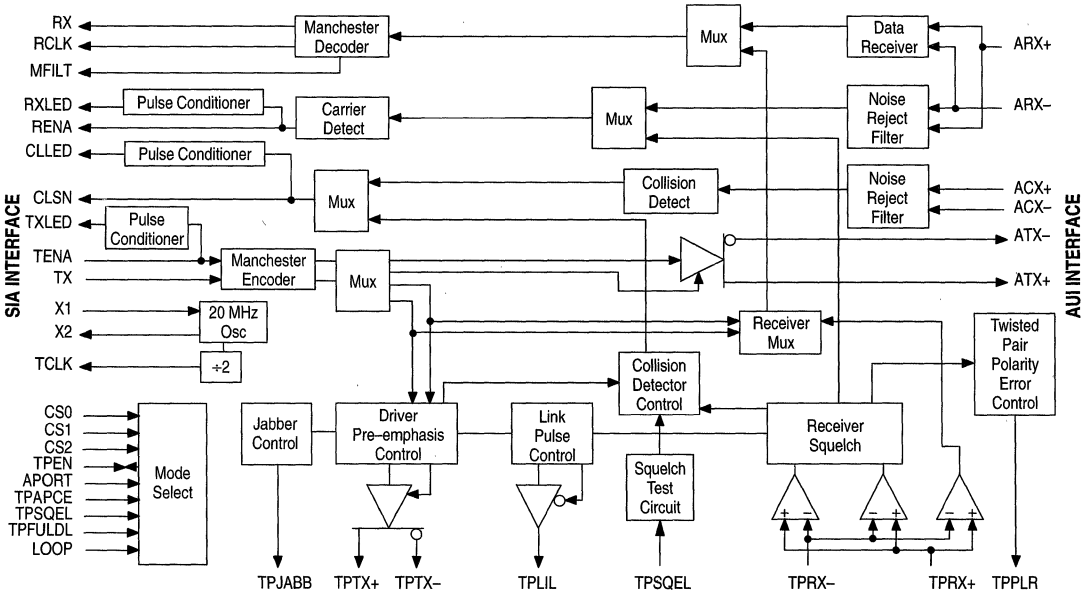 RX
RCLK
MFILT
RXLED
RENA
CLLED
CLSN
TXLED
TENA
TX
X1
X2
TCLK
CS0
CS1
CS2
TPEN
APORT
TPAPCE
TPSQEL
TPFULDL
LOOP
SIA INTERFACE
Manchester
Decoder
Pulse Conditioner
Carrier
Detect
Pulse Conditioner
Mux
Pulse
Conditioner
Manchester
Encoder
Mux
20 MHz
Osc
÷2
Mode
Select
Jabber
Control
Driver
Pre–emphasis
Control
Link
Pulse
Control
Mux
Data
Receiver
Mux
Noise
Reject
Filter
Collision
Detect
Noise
Reject
Filter
Receiver
Mux
Collision
Detector
Control
Squelch
Test
Circuit
Receiver
Squelch
+
–
–
+
–
+
Twisted
Pair
Polarity
Error
Control
ARX+
ARX–
ACX+
ACX–
ATX–
ATX+
AUI INTERFACE
TPJABB
TPTX+
TPTX–
TPLIL
TPSQEL
TPRX–
TPRX+
TPPLR